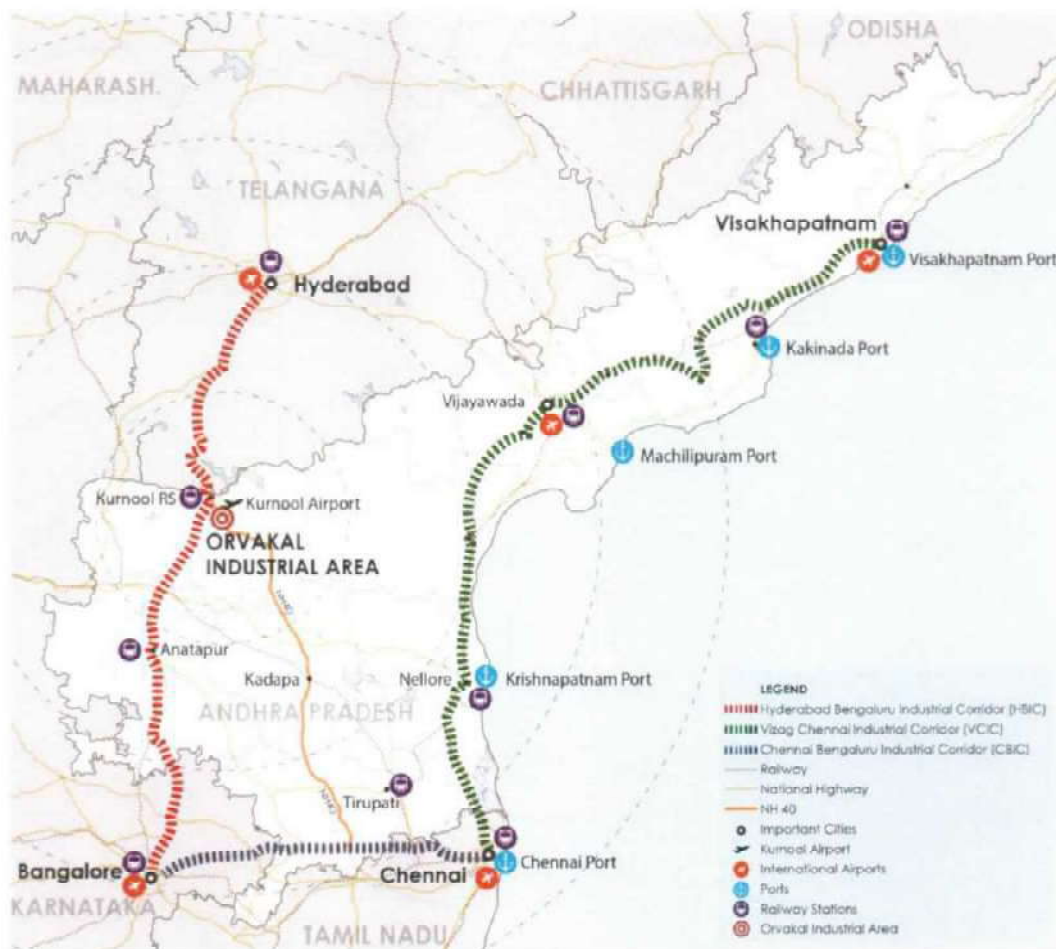 ODISHA
MAHARASH.
CHHATTISGARH
TELANGANA
Visakhapatnam
Visakhapatnam Port
Hyderabad
Kakinada Port
Vijayawada
Machilipuram Port
Kurnool RS
Kurnool Airport
ORVAKAL
INDUSTRIAL AREA
NH40
Anatapur
Kadapa
Nellore
Krishnapatnam Port
ANDHRA PRADESH
Tirupati
NH40
Bangalore
Chennai
Chennai Port
KARNATAKA
TAMIL NADU
LEGEND
Hyderabad Bengaluru Industrial Corridor (HBIC)
Vizag Chennai Industrial Corridor (VCIC)
Chennai Bengaluru Industrial Corridor (CBIC)
Railway
National Highway
NH 40
Important Cities
Kurnool Airport
International Airports
Ports
Railway Stations
Orvakal Industrial Area